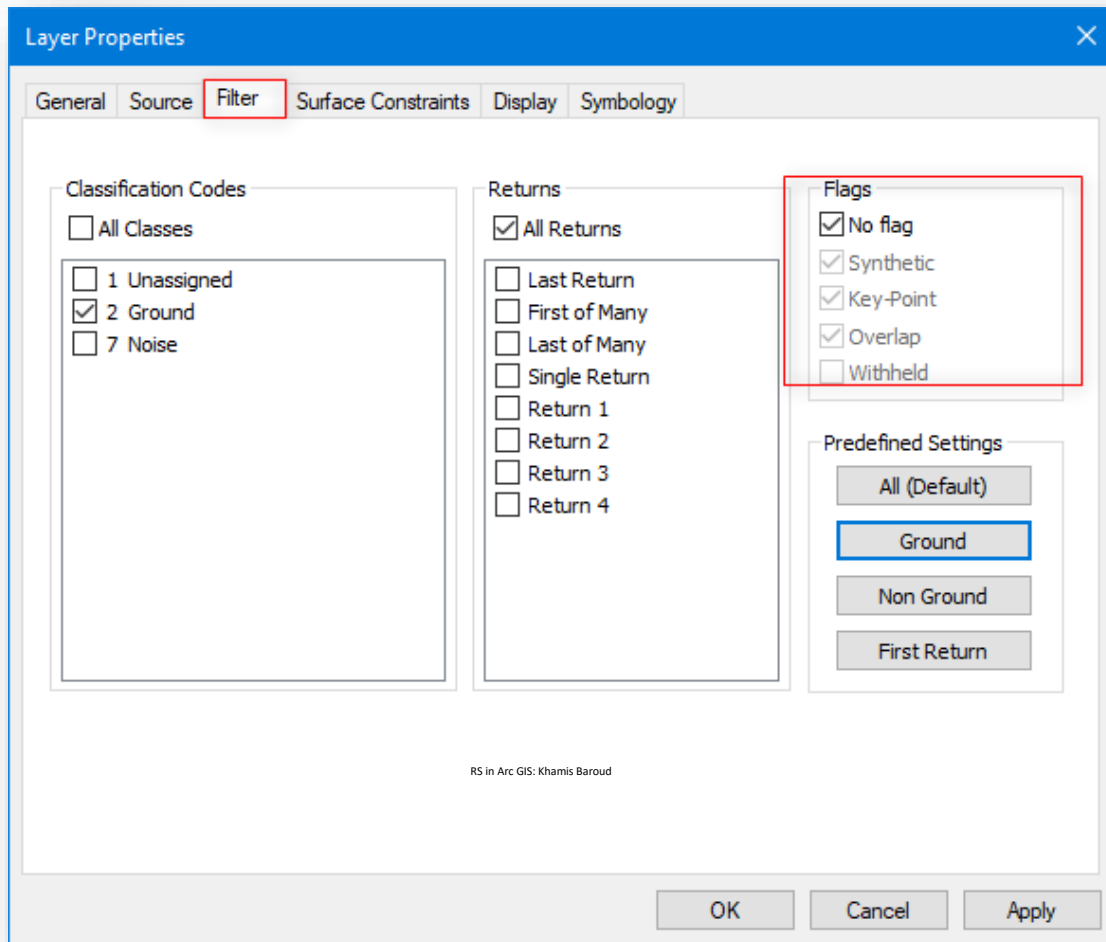 Layer Properties
General Source Filter Surface Constraints Display Symbology
Classification Codes
All Classes
1 Unassigned
2 Ground
7 Noise
Returns
All Returns
Last Return
First of Many
Last of Many
Single Return
Return 1
Return 2
Return 3
Return 4
Flags
No flag
Synthetic
Key-Point
Overlap
Withheld
Predefined Settings
All (Default)
Ground
Non Ground
First Return
RS in Arc GIS: Khamis Baroud
OK Cancel Apply